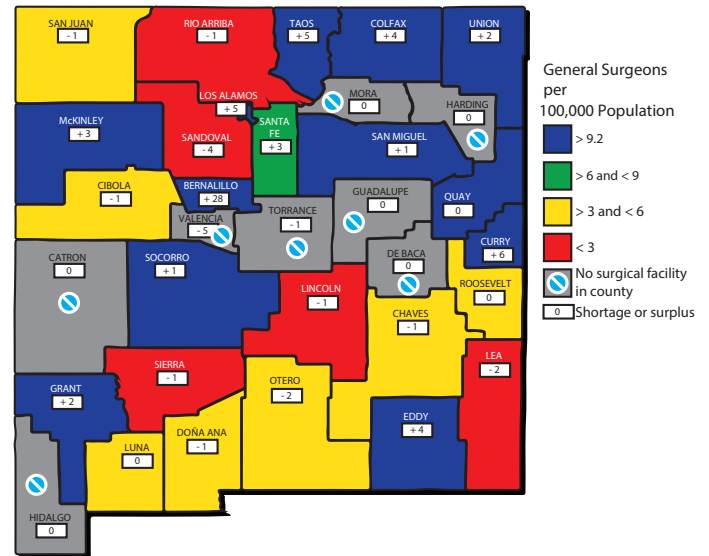 SAN JUAN
- 1
RIO ARRIBA
- 1
TAOS
+ 5
COLFAX
+ 4
UNION
+ 2
LOS ALAMOS
+ 5
MORA
0
HARDING
0
McKINLEY
+ 3
SANDOVAL
- 4
SANTA
FE
+ 3
SAN MIGUEL
+ 1
CIBOLA
- 1
BERNALILLO
+ 28
VALENCIA
- 5
TORRANCE
- 1
GUADALUPE
0
QUAY
0
CURRY
+ 6
CATRON
0
SOCORRO
+ 1
LINCOLN
- 1
DE BACA
0
ROOSEVELT
0
CHAVES
- 1
SIERRA
- 1
OTERO
- 2
LEA
- 2
GRANT
+ 2
LUNA
0
DOÑA ANA
- 1
EDDY
+ 4
HIDALGO
0
General Surgeons
per
100,000 Population
> 9.2
> 6 and < 9
> 3 and < 6
< 3
No surgical facility
in county
0 Shortage or surplus